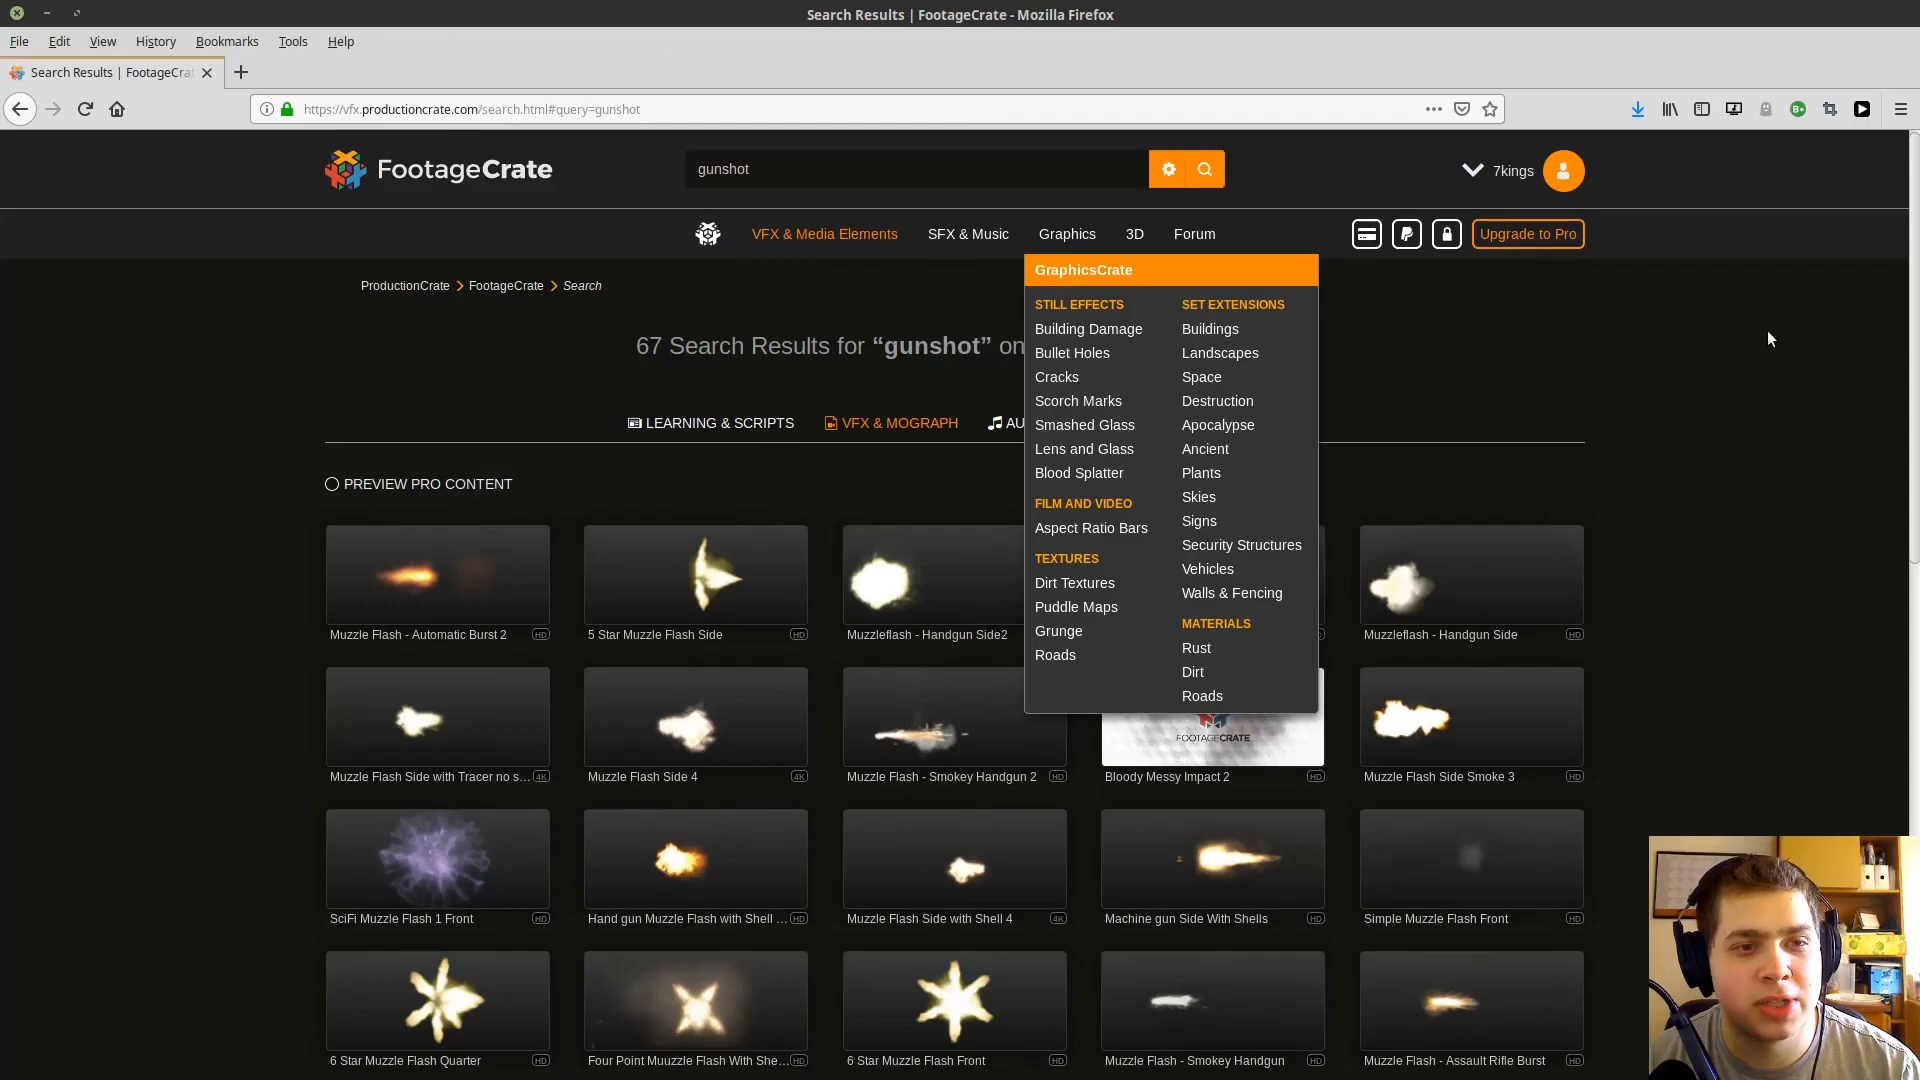 Search Results | FootageCrate - Mozilla Firefox
File Edit View History Bookmarks Tools Help
Search Results | FootageCrat
https://vfx.productioncrate.com/search.html#query=gunshot
FootageCrate
gunshot
7kings
VFX & Media Elements SFX & Music Graphics 3D Forum Upgrade to Pro
GraphicsCrate
STILL EFFECTS
Building Damage
Bullet Holes
Cracks
Scorch Marks
Smashed Glass
Lens and Glass
Blood Splatter
FILM AND VIDEO
Aspect Ratio Bars
TEXTURES
Dirt Textures
Puddle Maps
Grunge
Roads
SET EXTENSIONS
Buildings
Landscapes
Space
Destruction
Apocalypse
Ancient
Plants
Skies
Signs
Security Structures
Vehicles
Walls & Fencing
MATERIALS
Rust
Dirt
Roads
ProductionCrate FootageCrate Search
67 Search Results for “gunshot” on
LEARNING & SCRIPTS VFX & MOGRAPH AU
PREVIEW PRO CONTENT
Muzzle Flash - Automatic Burst 2 HD
5 Star Muzzle Flash Side HD
Muzzleflash - Handgun Side2
Muzzleflash - Handgun Side HD
Muzzle Flash Side with Tracer no s... 4K
Muzzle Flash Side 4 4K
Muzzle Flash - Smokey Handgun 2 HD
FOOTAGECRATE
Bloody Messy Impact 2 HD
Muzzle Flash Side Smoke 3 HD
SciFi Muzzle Flash 1 Front HD
Hand gun Muzzle Flash with Shell ... HD
Muzzle Flash Side with Shell 4 4K
Machine gun Side With Shells HD
Simple Muzzle Flash Front HD
6 Star Muzzle Flash Quarter HD
Four Point Muuzzle Flash With She... HD
6 Star Muzzle Flash Front HD
Muzzle Flash - Smokey Handgun HD
Muzzle Flash - Assault Rifle Burst HD